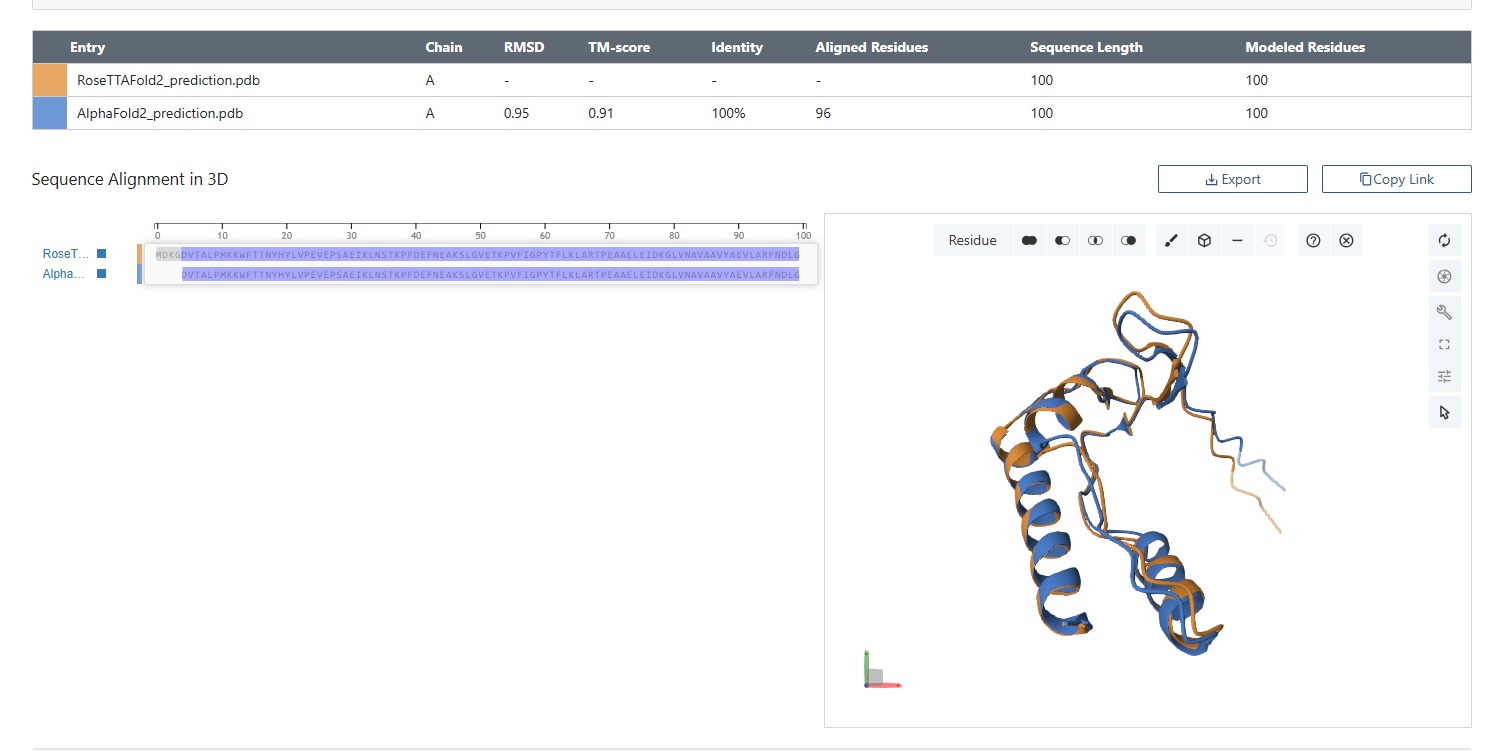 Entry Chain RMSD TM-score Identity Aligned Residues Sequence Length Modeled Residues
RoseTTAFold2_prediction.pdb A - - - - 100 100
AlphaFold2_prediction.pdb A 0.95 0.91 100% 96 100 100
Sequence Alignment in 3D
Export
Copy Link
0 10 20 30 40 50 60 70 80 90 100
RoseT... MDKGDVTALPMKKWFTTNYHYLVPEVEPSAEIKLNSTKPFDEFNEAKSLGVETKPVFIGPYTFLKLARTPEAAELEIDKGLVNAVAAVYAEVLARFNDLG
Alpha... DVTALPMKKWFTTNYHYLVPEVEPSAEIKLNSTKPFDEFNEAKSLGVETKPVFIGPYTFLKLARTPEAAELEIDKGLVNAVAAVYAEVLARFNDLG
Residue